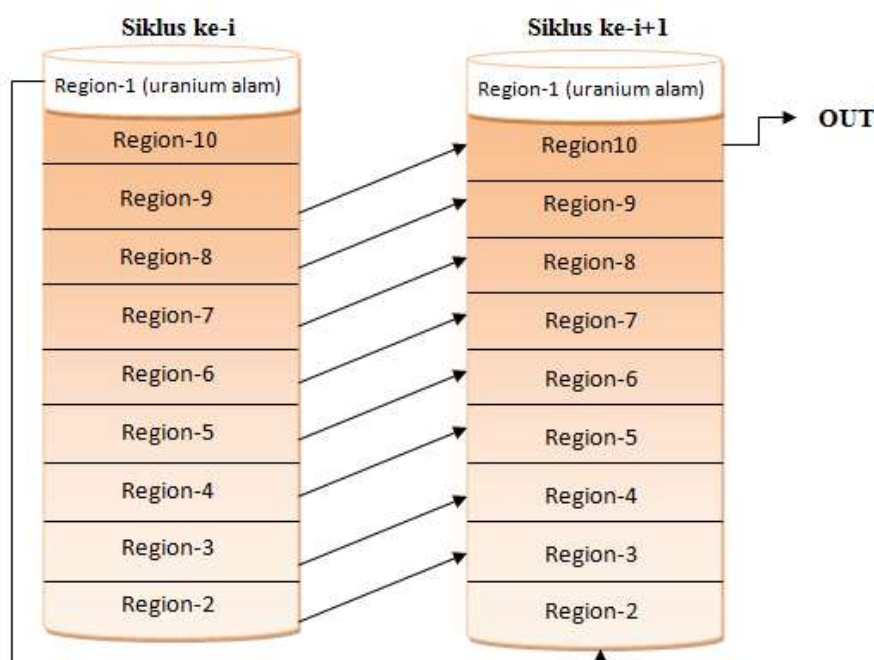 Siklus ke-i
Region-1 (uranium alam)
Region-10
Region-9
Region-8
Region-7
Region-6
Region-5
Region-4
Region-3
Region-2
Siklus ke-i+1
Region-1 (uranium alam)
Region10
Region-9
Region-8
Region-7
Region-6
Region-5
Region-4
Region-3
Region-2
OUT